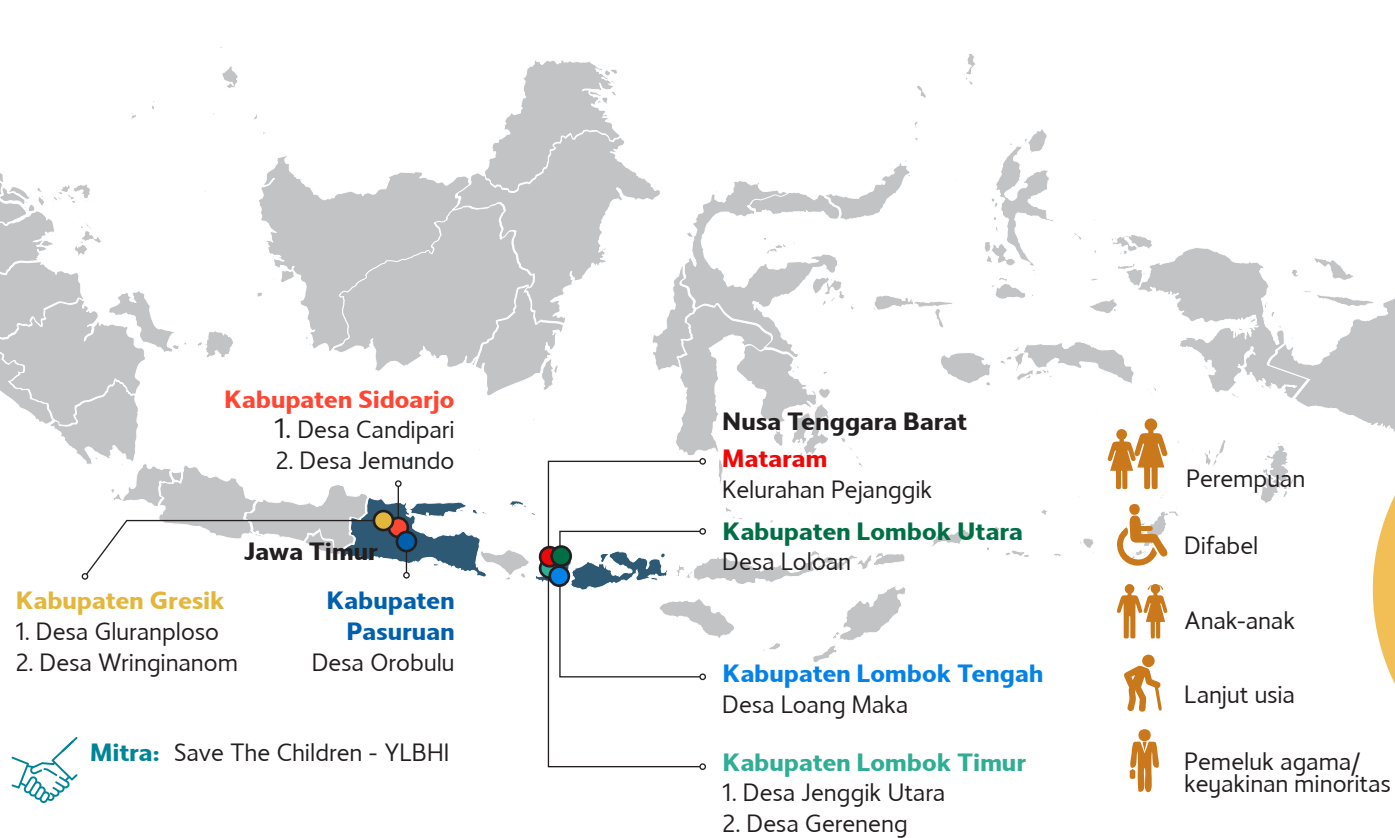 Kabupaten Sidoarjo
1. Desa Candipari
2. Desa Jemundo
Jawa Timur
Kabupaten Gresik
1. Desa Gluranploso
2. Desa Wringinanom
Kabupaten
Pasuruan
Desa Orobulu
Mitra: Save The Children - YLBHI
Nusa Tenggara Barat
Mataram
Kelurahan Pejanggik
Kabupaten Lombok Utara
Desa Loloan
Kabupaten Lombok Tengah
Desa Loang Maka
Kabupaten Lombok Timur
1. Desa Jenggik Utara
2. Desa Gereneng
Perempuan
Difabel
Anak-anak
Lanjut usia
Pemeluk agama/
keyakinan minoritas